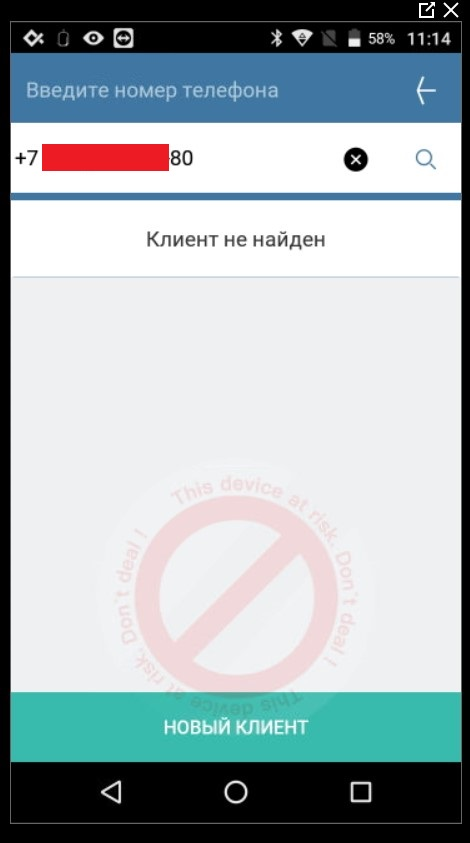 58% 11:14
Введите номер телефона
+7 80
Клиент не найден
This device at risk. Don't deal !
This device at risk. Don't deal !
НОВЫЙ КЛИЕНТ